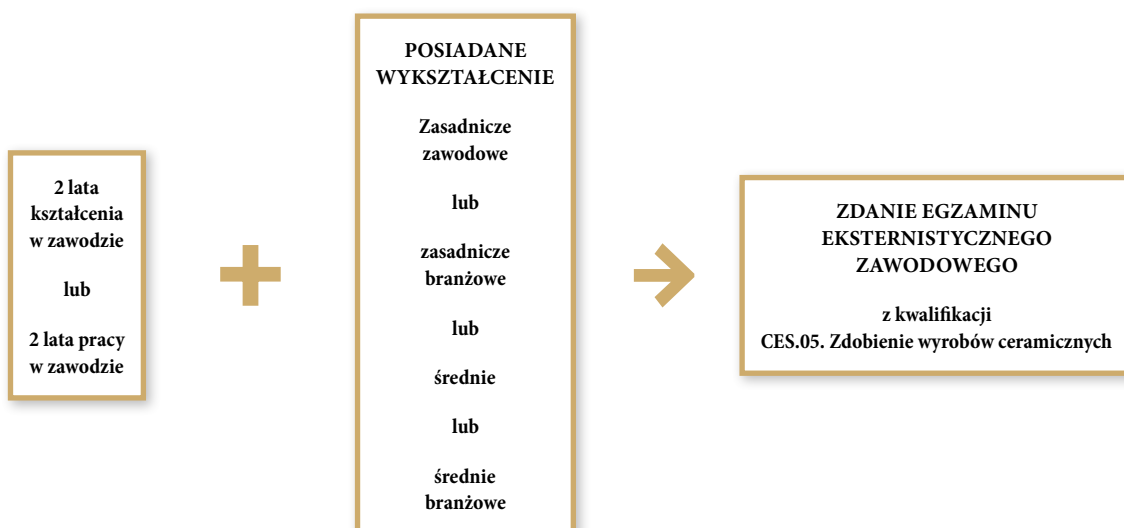 2 lata
kształcenia
w zawodzie
lub
2 lata pracy
w zawodzie
POSIADANE
WYKSZTAŁCENIE
Zasadnicze
zawodowe
lub
zasadnicze
branżowe
lub
średnie
lub
średnie
branżowe
ZDANIE EGZAMINU
EKSTERNISTYCZNEGO
ZAWODOWEGO
z kwalifikacji
CES.05. Zdobienie wyrobów ceramicznych